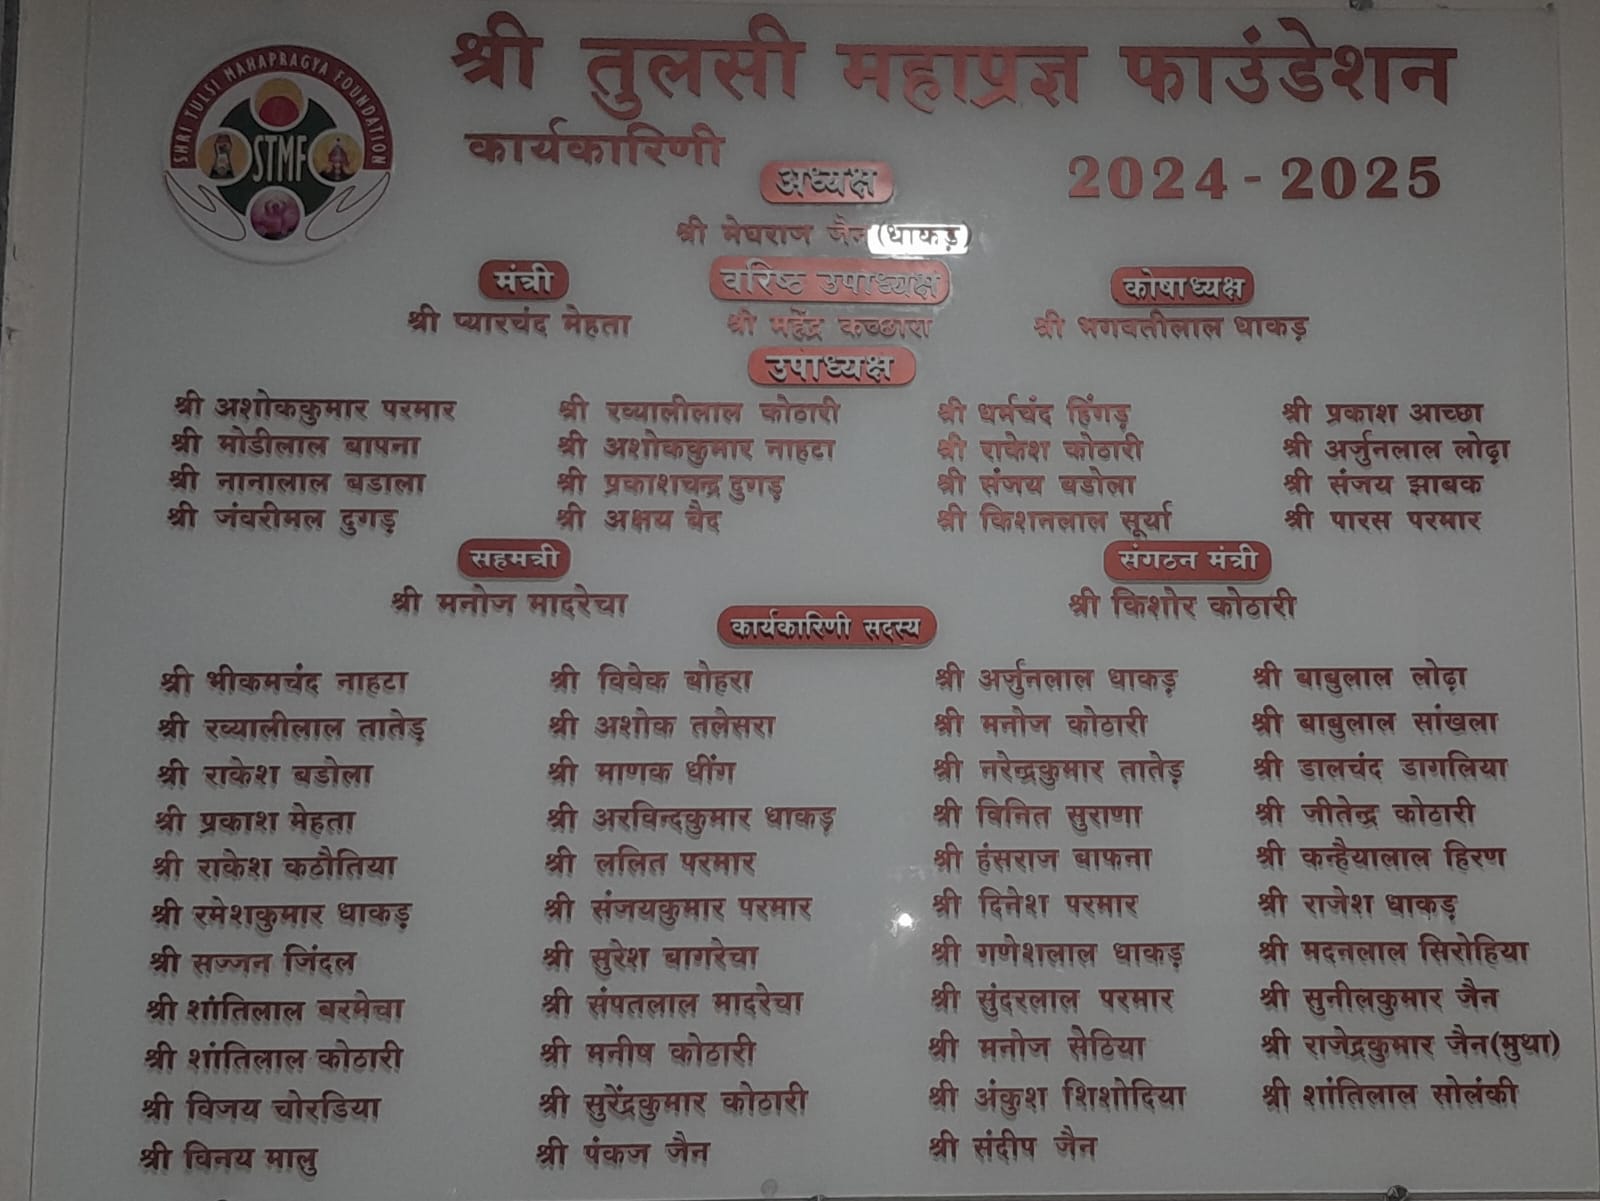 श्री तुलसी महाप्रज्ञ फाउंडेशन
SHRI TULSI MAHAPRAGYA FOUNDATION
STMF
कार्यकारिणी 2024-2025
अध्यक्ष
श्री मेघराज जैन (धाकड़)
मंत्री वरिष्ठ उपाध्यक्ष कोषाध्यक्ष
श्री प्यारचंद मेहता श्री महेंद्र कच्छारा श्री भगवतीलाल धाकड़
उपाध्यक्ष
श्री अशोककुमार परमार श्री ख्यालीलाल कोठारी श्री धर्मचंद हिंगड़ श्री प्रकाश आच्छा
श्री मोडीलाल बापना श्री अशोककुमार नाहटा श्री राकेश कोठारी श्री अर्जुनलाल लोढ़ा
श्री नानालाल बडाला श्री प्रकाशचन्द्र दुगड़ श्री संजय बडोला श्री संजय झाबक
श्री जंवरीमल दुगड़ श्री अक्षय बैद श्री किशनलाल सूर्या श्री पारस परमार
सहमत्री संगठन मंत्री
श्री मनोज मादरेचा श्री किशोर कोठारी
कार्यकारिणी सदस्य
श्री भीकमचंद नाहटा श्री विवेक बोहरा श्री अर्जुनलाल धाकड़ श्री बाबुलाल लोढ़ा
श्री ख्यालीलाल तातेड़ श्री अशोक तलेसरा श्री मनोज कोठारी श्री बाबुलाल सांखला
श्री राकेश बडोला श्री माणक धींग श्री नरेन्द्रकुमार तातेड़ श्री डालचंद डागलिया
श्री प्रकाश मेहता श्री अरविन्दकुमार धाकड़ श्री विनित सुराणा श्री जीतेन्द्र कोठारी
श्री राकेश कठौतिया श्री ललित परमार श्री हंसराज बाफना श्री कन्हैयालाल हिरण
श्री रमेशकुमार धाकड़ श्री संजयकुमार परमार श्री दिनेश परमार श्री राजेश धाकड़
श्री सज्जन जिंदल श्री सुरेश बागरेचा श्री गणेशलाल धाकड़ श्री मदनलाल सिरोहिया
श्री शांतिलाल बरमेचा श्री संपतलाल मादरेचा श्री सुंदरलाल परमार श्री सुनीलकुमार जैन
श्री शांतिलाल कोठारी श्री मनीष कोठारी श्री मनोज सेठिया श्री राजेद्रकुमार जैन(मुथा)
श्री विजय चोरडिया श्री सुरेंद्रकुमार कोठारी श्री अंकुश शिशोदिया श्री शांतिलाल सोलंकी
श्री विनय मालु श्री पंकज जैन श्री संदीप जैन